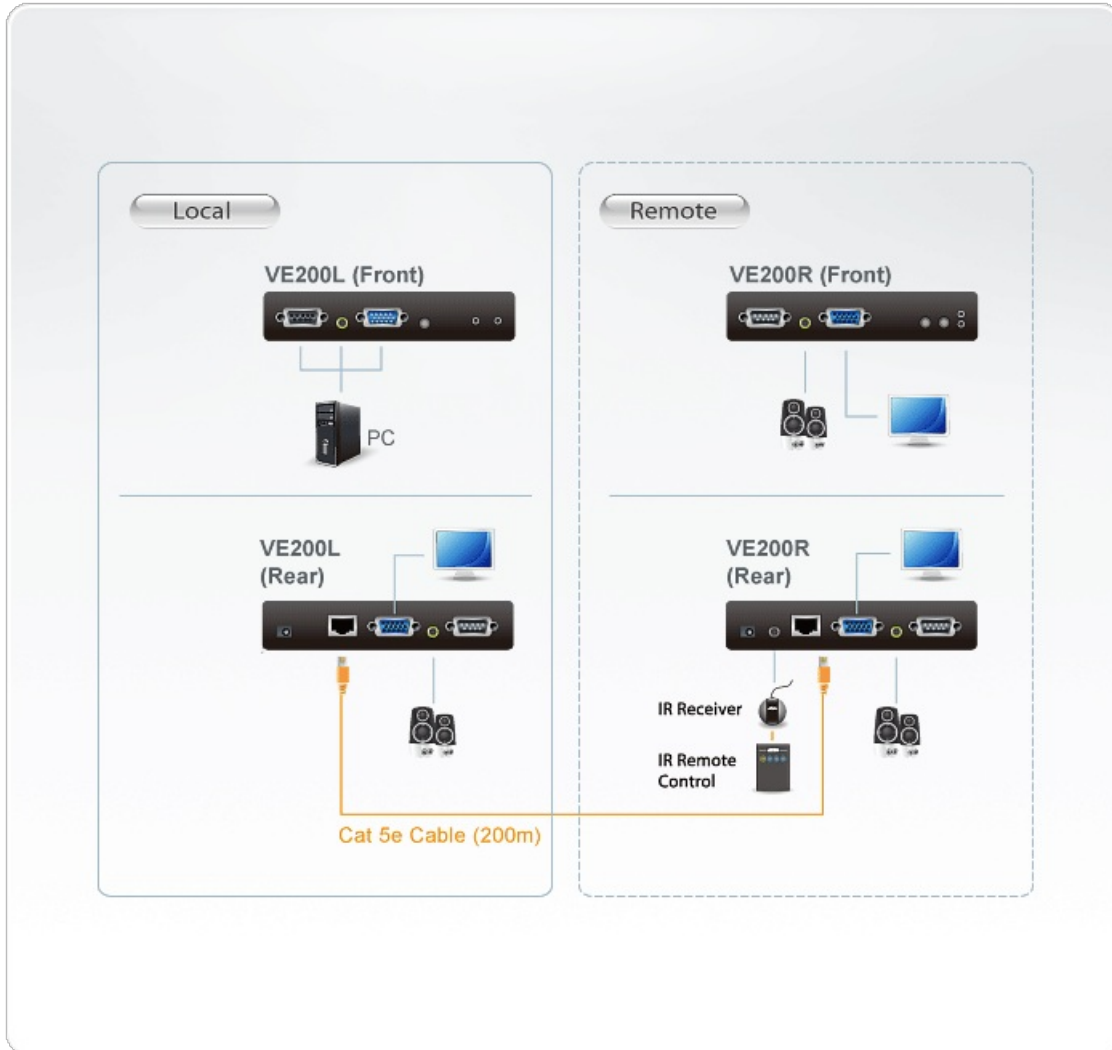 Local
VE200L (Front)
PC
VE200L
(Rear)
Cat 5e Cable (200m)
Remote
VE200R (Front)
VE200R
(Rear)
IR Receiver
IR Remote
Control